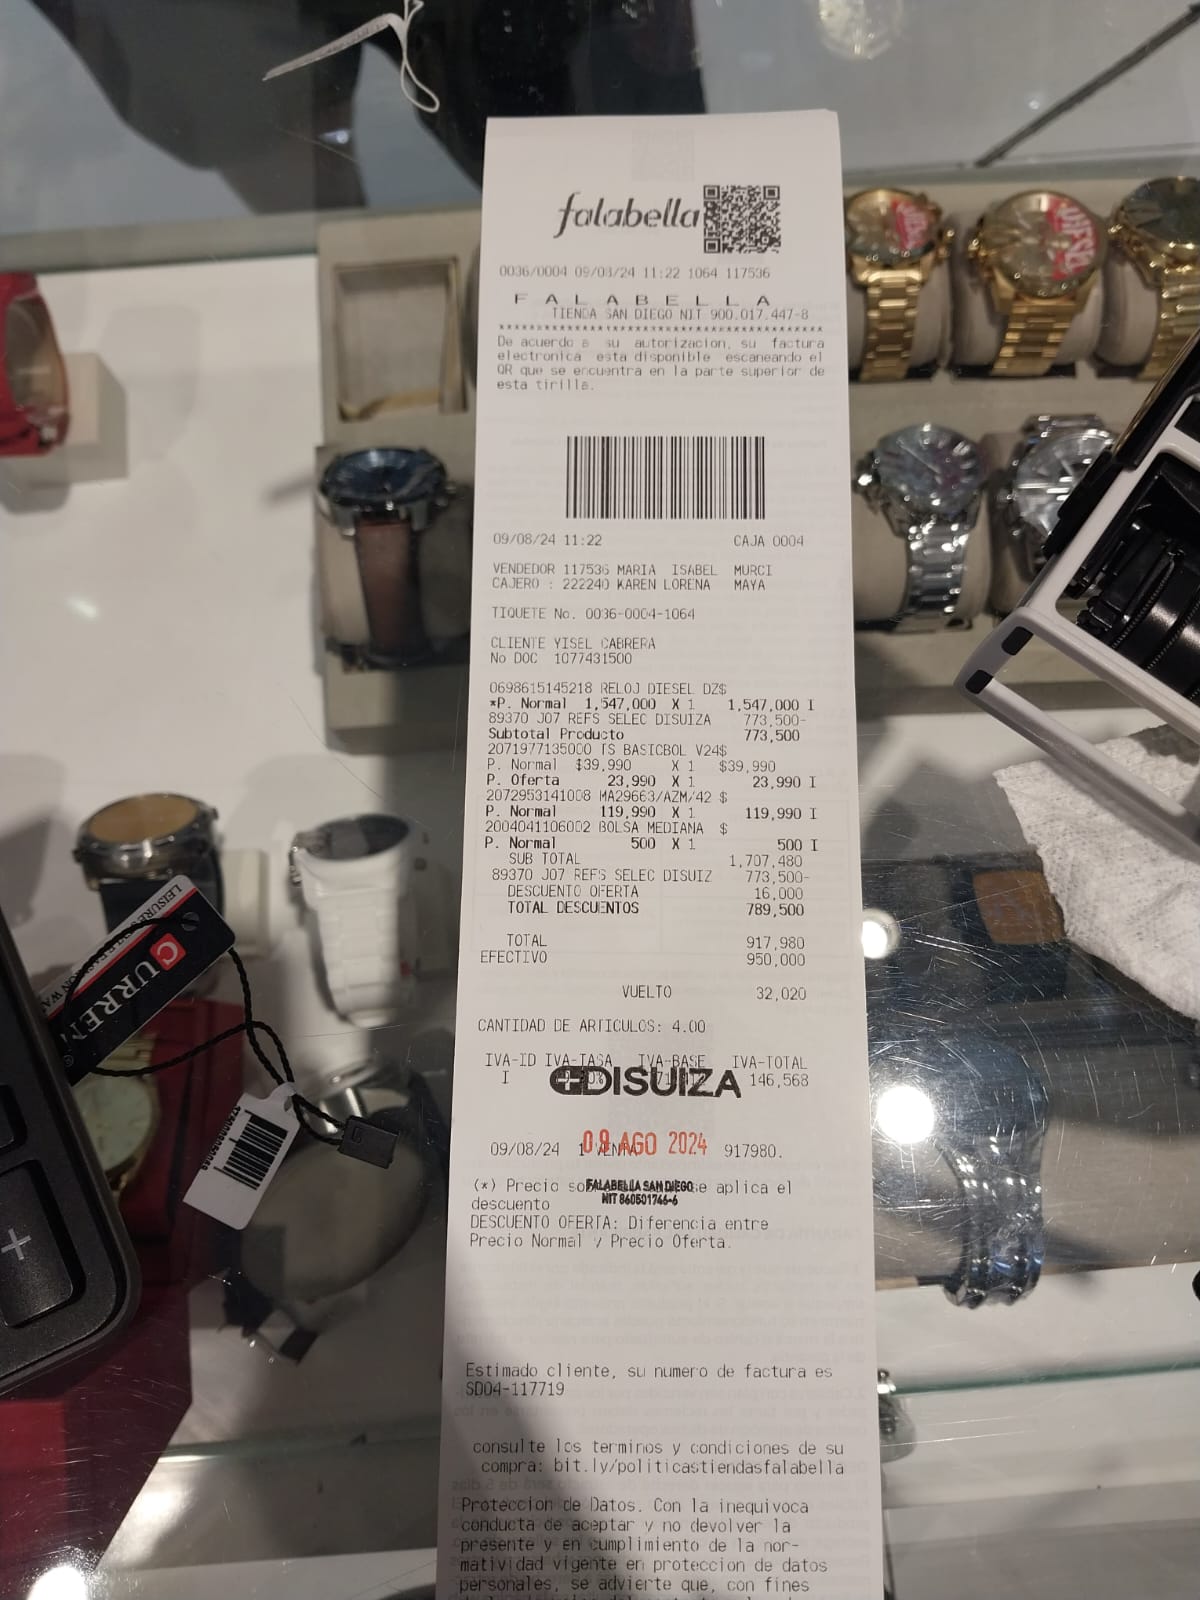 falabella
0036/0004 09/08/24 11:22 1064 117536
F A L A B E L L A
TIENDA SAN DIEGO NIT 900.017.447-8
****************************************
De acuerdo a su autorizacion, su factura
electronica esta disponible escaneando el
QR que se encuentra en la parte superior de
esta tirilla.
09/08/24 11:22 CAJA 0004
VENDEDOR 117536 MARIA ISABEL MURCI
CAJERO : 222240 KAREN LORENA MAYA
TIQUETE No. 0036-0004-1064
CLIENTE YISEL CABRERA
No DOC 1077431500
0698615145218 RELOJ DIESEL DZ$
*P. Normal 1,547,000 X 1 1,547,000 I
89370 J07 REFS SELEC DISUIZA 773,500-
Subtotal Producto 773,500
2071977135000 TS BASICBOL V24$
P. Normal $39,990 X 1 $39,990
P. Oferta 23,990 X 1 23,990 I
2072953141008 MA29663/AZM/42 $
P. Normal 119,990 X 1 119,990 I
2004041106002 BOLSA MEDIANA $
P. Normal 500 X 1 500 I
SUB TOTAL 1,707,480
89370 J07 REFS SELEC DISUIZ 773,500-
DESCUENTO OFERTA 16,000
TOTAL DESCUENTOS 789,500
TOTAL 917,980
EFECTIVO 950,000
VUELTO 32,020
CANTIDAD DE ARTICULOS: 4.00
IVA-ID IVA-TASA IVA-BASE IVA-TOTAL
I 146,568
DISUIZA
09/08/24 1 VENTA 917980.
09 AGO 2024
(*) Precio se aplica el
FALABELLA SAN DIEGO
NIT 860501746-6
descuento
DESCUENTO OFERTA: Diferencia entre
Precio Normal y Precio Oferta.
Estimado cliente, su numero de factura es
SD04-117719
consulte los terminos y condiciones de su
compra: bit.ly/politicastiendasfalabella
Proteccion de Datos. Con la inequivoca
conducta de aceptar y no devolver la
presente y en cumplimiento de la nor-
matividad vigente en proteccion de datos
personales, se advierte que, con fines
CURREN